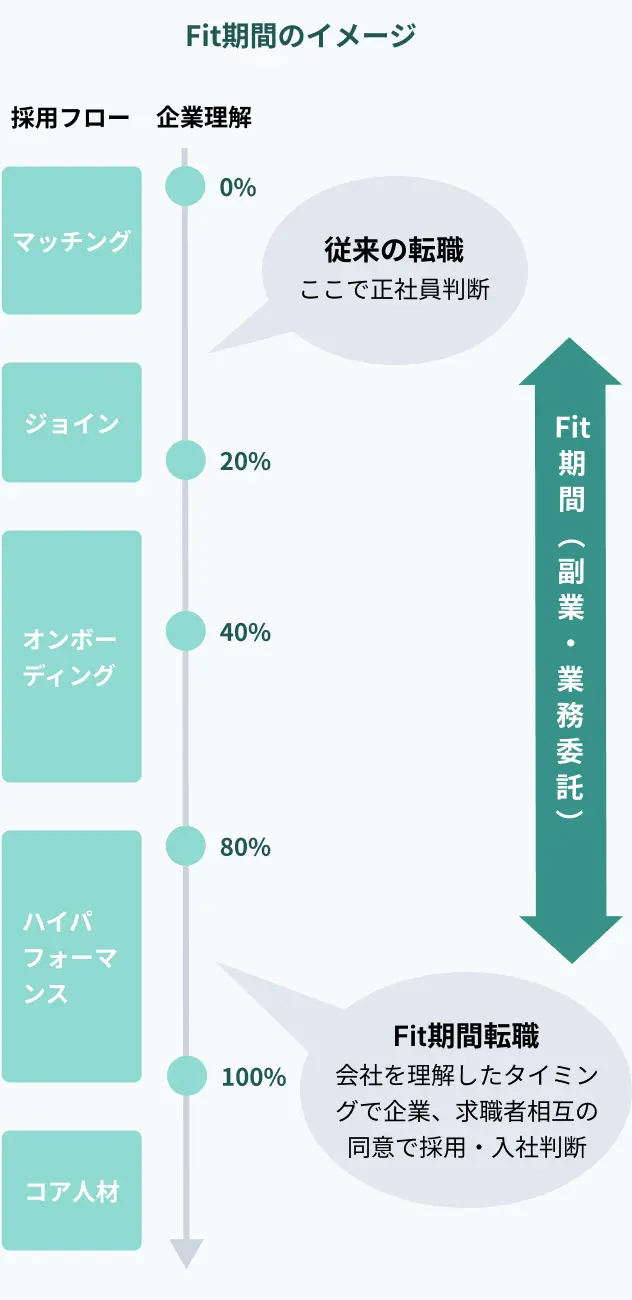 Fit期間のイメージ
採用フロー
企業理解
マッチング
0%
従来の転職
ここで正社員判断
ジョイン
20%
Fit期間（副業・業務委託）
オンボー
ディング
40%
80%
ハイパ
フォーマ
ンス
Fit期間転職
会社を理解したタイミン
グで企業、求職者相互の
同意で採用・入社判断
100%
コア人材